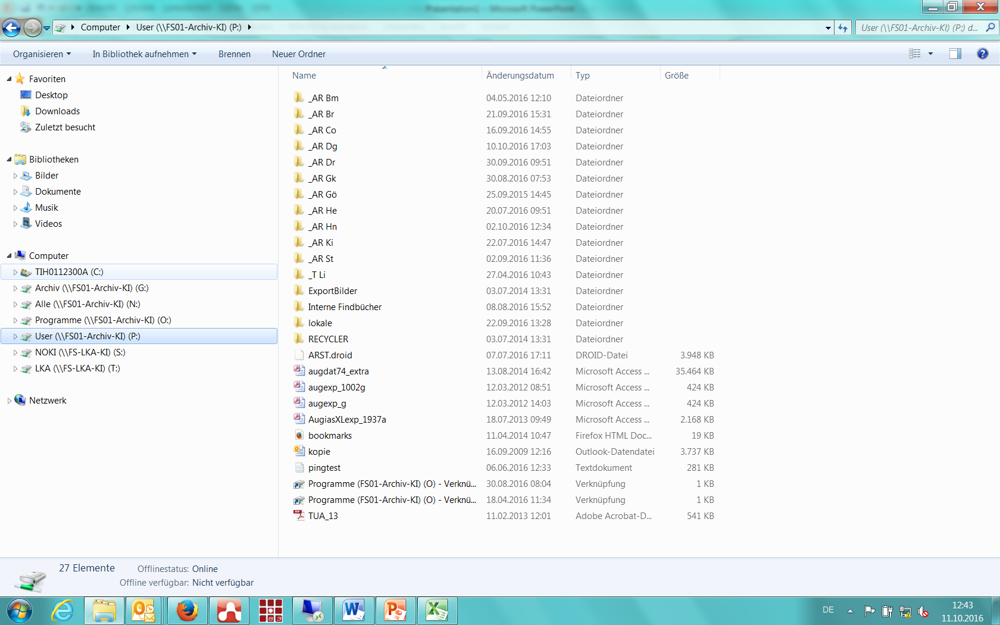 Präsentation1 - Microsoft PowerPoint
Computer User (\\FS01-Archiv-KI) (P:)
User (\\FS01-Archiv-KI) (P:) d...
Organisieren In Bibliothek aufnehmen Brennen Neuer Ordner
Favoriten
Desktop
Downloads
Zuletzt besucht
Bibliotheken
Bilder
Dokumente
Musik
Videos
Computer
TIH0112300A (C:)
Archiv (\\FS01-Archiv-KI) (G:)
Alle (\\FS01-Archiv-KI) (N:)
Programme (\\FS01-Archiv-KI) (O:)
User (\\FS01-Archiv-KI) (P:)
NOKI (\\FS-LKA-KI) (S:)
LKA (\\FS-LKA-KI) (T:)
Netzwerk
Name Änderungsdatum Typ Größe
_AR Bm 04.05.2016 12:10 Dateiordner
_AR Br 21.09.2016 15:31 Dateiordner
_AR Co 16.09.2016 14:55 Dateiordner
_AR Dg 10.10.2016 17:03 Dateiordner
_AR Dr 30.09.2016 09:51 Dateiordner
_AR Gk 30.08.2016 07:53 Dateiordner
_AR Gö 25.09.2015 14:45 Dateiordner
_AR He 20.07.2016 09:51 Dateiordner
_AR Hn 02.10.2016 12:34 Dateiordner
_AR Ki 22.07.2016 14:47 Dateiordner
_AR St 02.09.2016 11:36 Dateiordner
_T Li 27.04.2016 10:43 Dateiordner
ExportBilder 03.07.2014 13:31 Dateiordner
Interne Findbücher 08.08.2016 15:52 Dateiordner
lokale 22.09.2016 13:28 Dateiordner
RECYCLER 03.07.2014 13:31 Dateiordner
ARST.droid 07.07.2016 17:11 DROID-Datei 3.948 KB
augdat74_extra 13.08.2014 16:42 Microsoft Access ... 35.464 KB
augexp_1002g 12.03.2012 08:51 Microsoft Access ... 424 KB
augexp_g 12.03.2012 14:03 Microsoft Access ... 424 KB
AugiasXLexp_1937a 18.07.2013 09:49 Microsoft Access ... 2.168 KB
bookmarks 11.04.2014 10:47 Firefox HTML Doc... 19 KB
kopie 16.09.2009 12:16 Outlook-Datendatei 3.737 KB
pingtest 06.06.2016 12:33 Textdokument 281 KB
Programme (FS01-Archiv-KI) (O) - Verknü... 30.08.2016 08:04 Verknüpfung 1 KB
Programme (FS01-Archiv-KI) (O) - Verknü... 18.04.2016 11:34 Verknüpfung 1 KB
TUA_13 11.02.2013 12:01 Adobe Acrobat-D... 541 KB
27 Elemente Offlinestatus: Online
Offline verfügbar: Nicht verfügbar
DE
12:43
11.10.2016